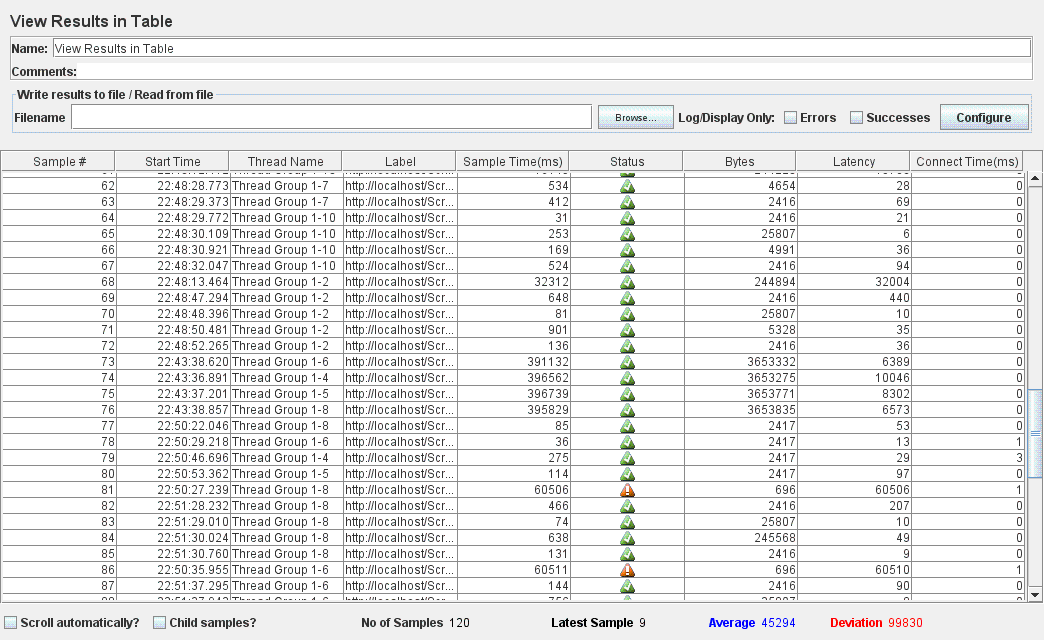 View Results in Table
Name: View Results in Table
Comments:
Write results to file / Read from file
Filename Browse... Log/Display Only: Errors Successes Configure
Sample # Start Time Thread Name Label Sample Time(ms) Status Bytes Latency Connect Time(ms)
62 22:48:28.773 Thread Group 1-7 http://localhost/Scr... 534 4654 28 0
63 22:48:29.373 Thread Group 1-7 http://localhost/Scr... 412 2416 69 0
64 22:48:29.772 Thread Group 1-10 http://localhost/Scr... 31 2416 21 0
65 22:48:30.109 Thread Group 1-10 http://localhost/Scr... 253 25807 6 0
66 22:48:30.921 Thread Group 1-10 http://localhost/Scr... 169 4991 36 0
67 22:48:32.047 Thread Group 1-10 http://localhost/Scr... 524 2416 94 0
68 22:48:13.464 Thread Group 1-2 http://localhost/Scr... 32312 244894 32004 0
69 22:48:47.294 Thread Group 1-2 http://localhost/Scr... 648 2416 440 0
70 22:48:48.396 Thread Group 1-2 http://localhost/Scr... 81 25807 10 0
71 22:48:50.481 Thread Group 1-2 http://localhost/Scr... 901 5328 35 0
72 22:48:52.265 Thread Group 1-2 http://localhost/Scr... 136 2416 36 0
73 22:43:38.620 Thread Group 1-6 http://localhost/Scr... 391132 3653332 6389 0
74 22:43:36.891 Thread Group 1-4 http://localhost/Scr... 396562 3653275 10046 0
75 22:43:37.201 Thread Group 1-5 http://localhost/Scr... 396739 3653771 8302 0
76 22:43:38.857 Thread Group 1-8 http://localhost/Scr... 395829 3653835 6573 0
77 22:50:22.046 Thread Group 1-8 http://localhost/Scr... 85 2417 53 0
78 22:50:29.218 Thread Group 1-6 http://localhost/Scr... 36 2417 13 1
79 22:50:46.696 Thread Group 1-4 http://localhost/Scr... 275 2417 29 3
80 22:50:53.362 Thread Group 1-5 http://localhost/Scr... 114 2417 97 0
81 22:50:27.239 Thread Group 1-8 http://localhost/Scr... 60506 696 60506 1
82 22:51:28.232 Thread Group 1-8 http://localhost/Scr... 466 2416 207 0
83 22:51:29.010 Thread Group 1-8 http://localhost/Scr... 74 25807 10 0
84 22:51:30.024 Thread Group 1-8 http://localhost/Scr... 638 245568 49 0
85 22:51:30.760 Thread Group 1-8 http://localhost/Scr... 131 2416 9 0
86 22:50:35.955 Thread Group 1-6 http://localhost/Scr... 60511 696 60510 1
87 22:51:37.295 Thread Group 1-6 http://localhost/Scr... 144 2416 90 0
Scroll automatically? Child samples? No of Samples 120 Latest Sample 9 Average 45294 Deviation 99830